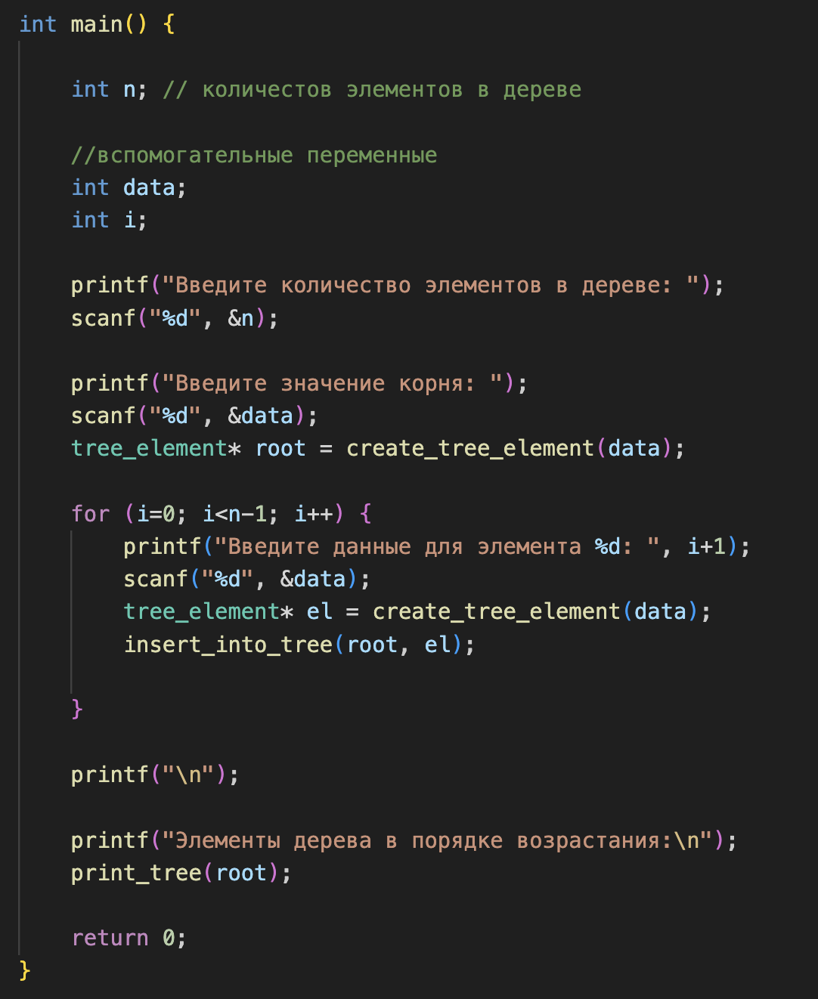 int main() {
int n; // количестов элементов в дереве
//вспомогательные переменные
int data;
int i;
printf("Введите количество элементов в дереве: ");
scanf("%d", &n);
printf("Введите значение корня: ");
scanf("%d", &data);
tree_element* root = create_tree_element(data);
for (i=0; i<n-1; i++) {
printf("Введите данные для элемента %d: ", i+1);
scanf("%d", &data);
tree_element* el = create_tree_element(data);
insert_into_tree(root, el);
}
printf("\n");
printf("Элементы дерева в порядке возрастания:\n");
print_tree(root);
return 0;
}